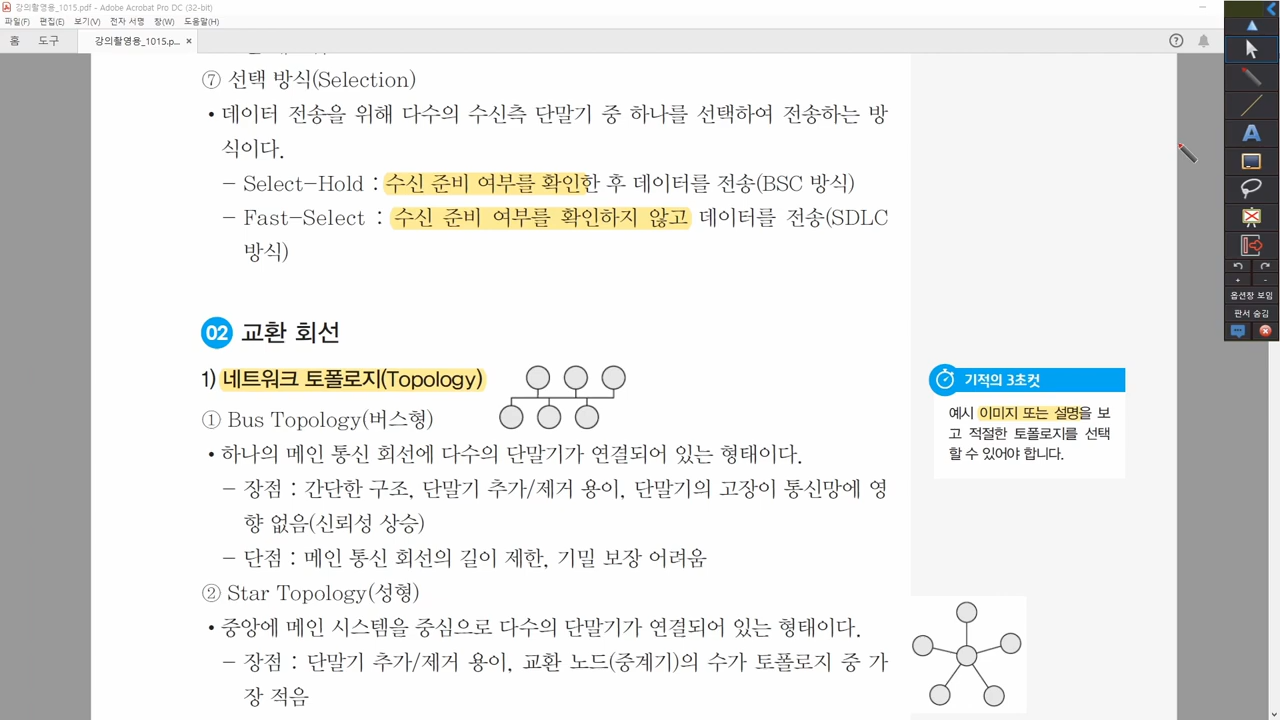 강의촬영용_1015.pdf - Adobe Acrobat Pro DC (32-bit)
파일(F) 편집(E) 보기(V) 전자 서명 창(W) 도움말(H)
홈 도구 강의촬영용_1015.p... ×
⑦ 선택 방식(Selection)
• 데이터 전송을 위해 다수의 수신측 단말기 중 하나를 선택하여 전송하는 방
식이다.
– Select–Hold : 수신 준비 여부를 확인한 후 데이터를 전송(BSC 방식)
– Fast–Select : 수신 준비 여부를 확인하지 않고 데이터를 전송(SDLC
방식)
02 교환 회선
1) 네트워크 토폴로지(Topology)
① Bus Topology(버스형)
• 하나의 메인 통신 회선에 다수의 단말기가 연결되어 있는 형태이다.
– 장점 : 간단한 구조, 단말기 추가/제거 용이, 단말기의 고장이 통신망에 영
향 없음(신뢰성 상승)
– 단점 : 메인 통신 회선의 길이 제한, 기밀 보장 어려움
② Star Topology(성형)
• 중앙에 메인 시스템을 중심으로 다수의 단말기가 연결되어 있는 형태이다.
– 장점 : 단말기 추가/제거 용이, 교환 노드(중계기)의 수가 토폴로지 중 가
장 적음
기적의 3초컷
예시 이미지 또는 설명을 보
고 적절한 토폴로지를 선택
할 수 있어야 합니다.
A
+ -
옵션창 보임
판서 숨김